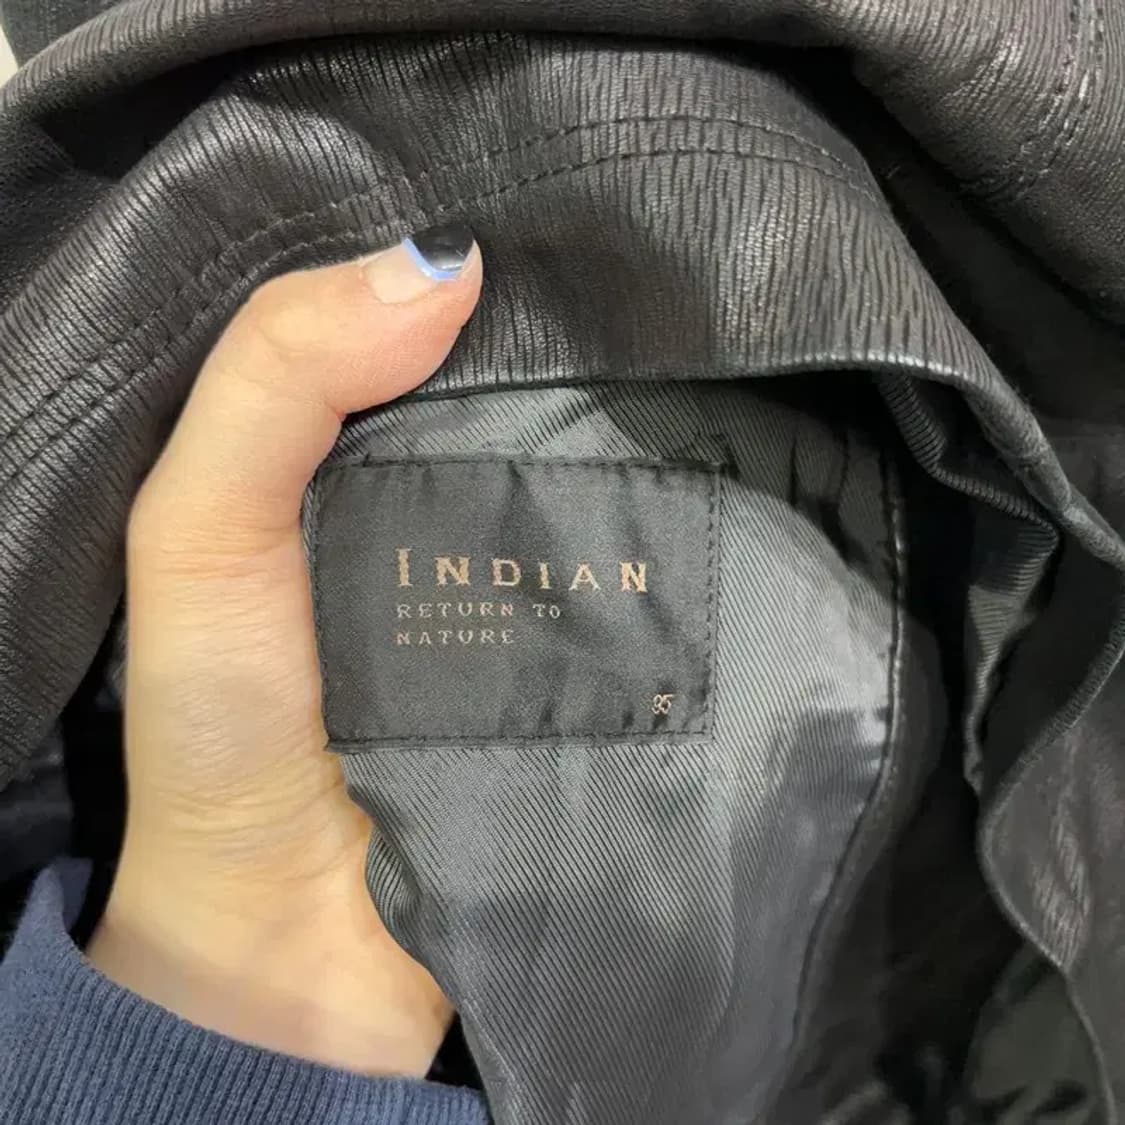 INDIAN
RETURN TO
NATURE
95